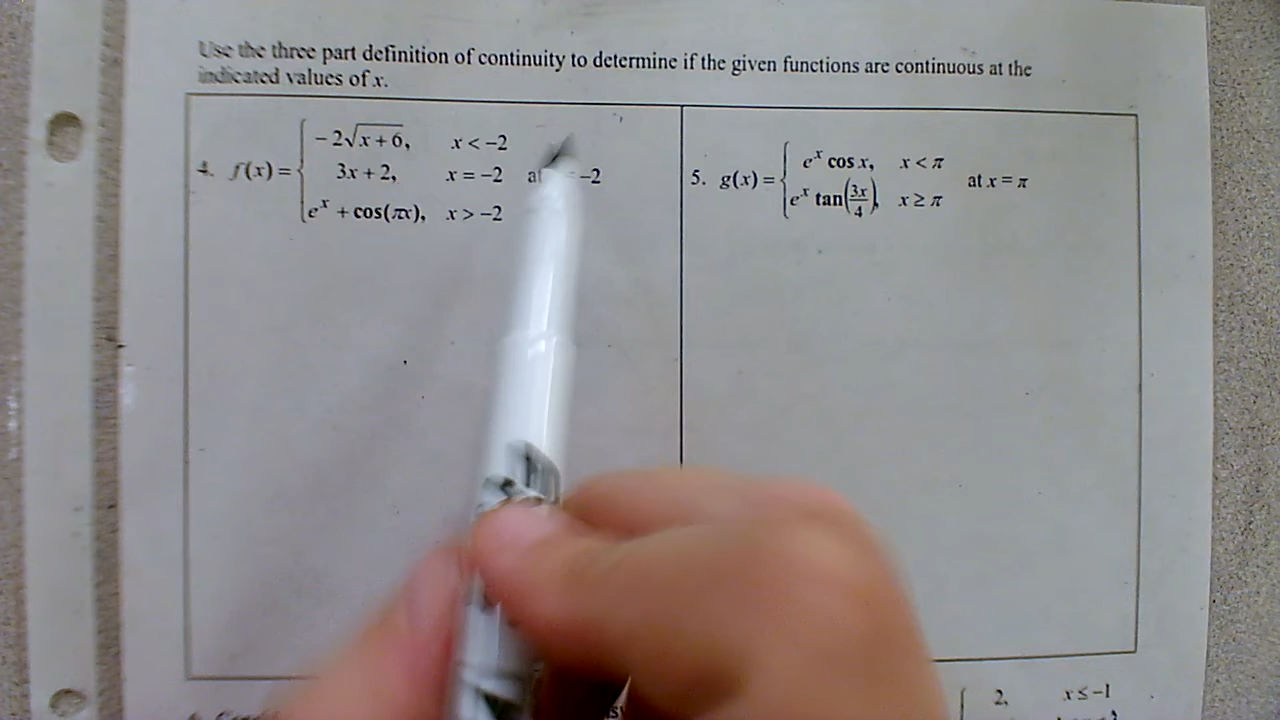 Use the three part definition of continuity to determine if the given functions are continuous at the
indicated values of x.
4. f(x) = { -2√(x+6), x < -2
3x + 2, x = -2 at -2
e^x + cos(πx), x > -2
5. g(x) = { e^x cos x, x < π
e^x tan(3x/4), x ≥ π
at x = π
2, x ≤ -1